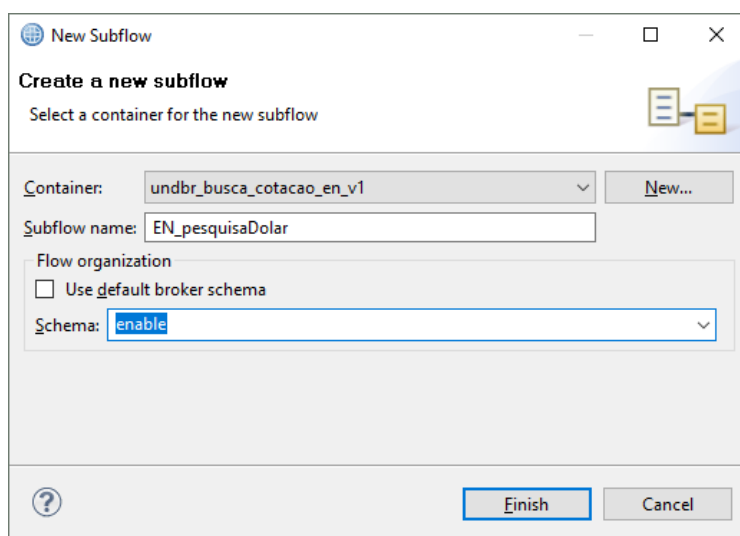 New Subflow
Create a new subflow
Select a container for the new subflow
Container: undbr_busca_cotacao_en_v1 New...
Subflow name: EN_pesquisaDolar
Flow organization
Use default broker schema
Schema: enable
? Finish Cancel